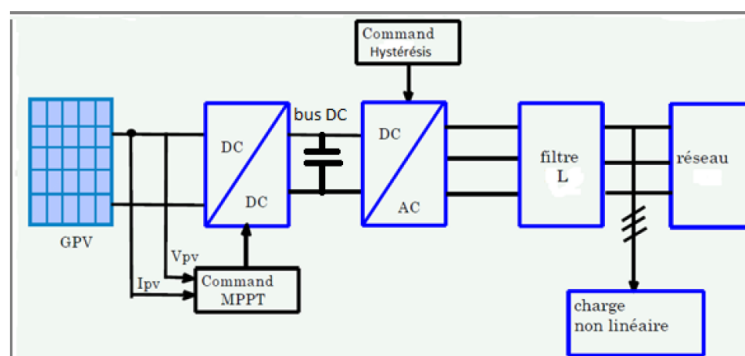 Command
Hystérésis
bus DC
DC
DC
DC
AC
filtre
L
réseau
GPV
Vpv
Ipv
Command
MPPT
charge
non linéaire